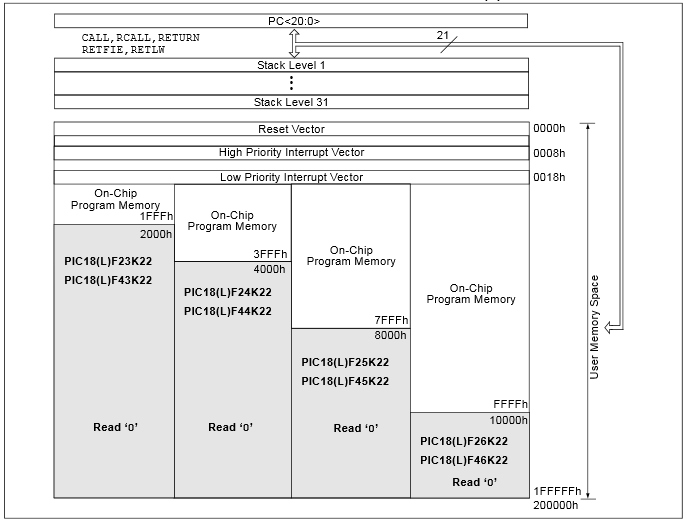 PC<20:0>
CALL,RCALL,RETURN
RETFIE,RETLW
21
Stack Level 1
Stack Level 31
Reset Vector
0000h
High Priority Interrupt Vector
0008h
Low Priority Interrupt Vector
0018h
On-Chip
Program Memory
1FFFh
2000h
PIC18(L)F23K22
PIC18(L)F43K22
Read ‘0’
On-Chip
Program Memory
3FFFh
4000h
PIC18(L)F24K22
PIC18(L)F44K22
Read ‘0’
On-Chip
Program Memory
7FFFh
8000h
PIC18(L)F25K22
PIC18(L)F45K22
Read ‘0’
On-Chip
Program Memory
FFFFh
10000h
PIC18(L)F26K22
PIC18(L)F46K22
Read ‘0’
1FFFFFh
200000h
User Memory Space